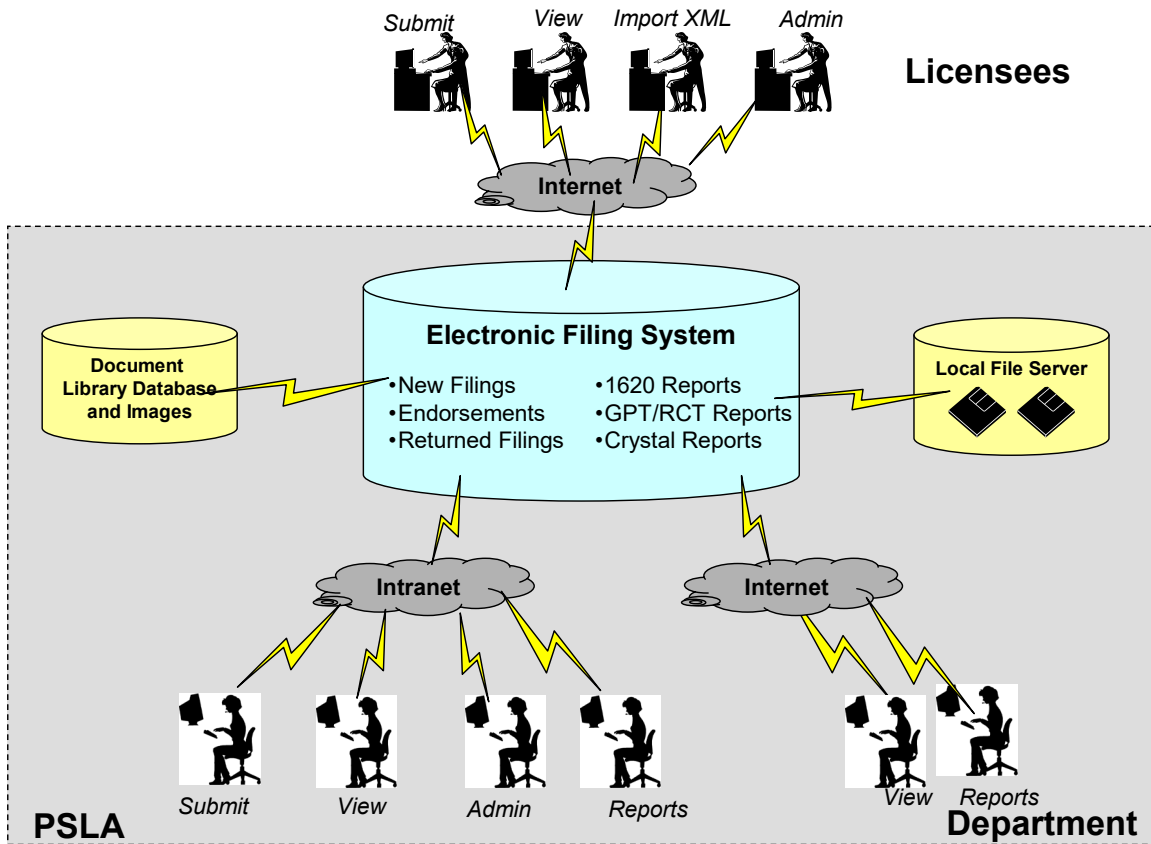 Submit
View
Import XML
Admin
Licensees
Internet
Electronic Filing System
•New Filings
•Endorsements
•Returned Filings
•1620 Reports
•GPT/RCT Reports
•Crystal Reports
Document
Library Database
and Images
Local File Server
Intranet
Internet
Submit
View
Admin
Reports
View
Reports
PSLA
Department